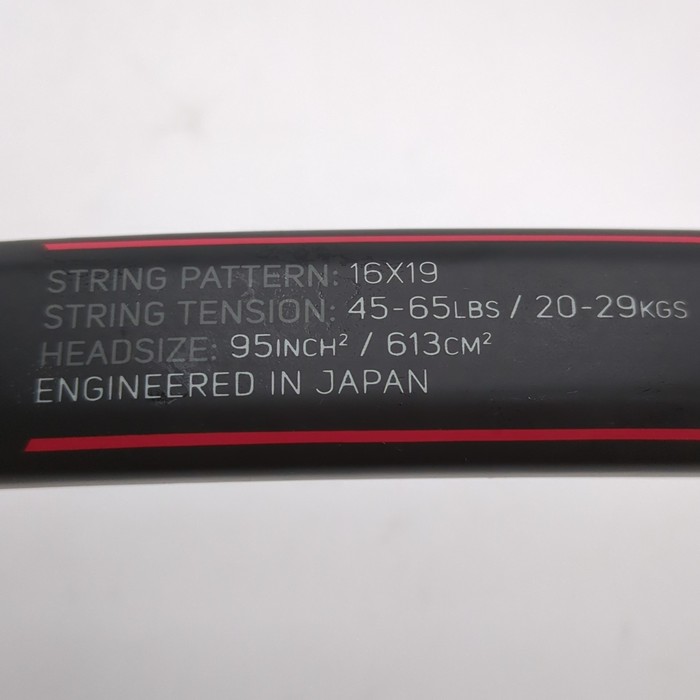 STRING PATTERN: 16X19
STRING TENSION: 45-65LBS / 20-29KGS
HEADSIZE: 95INCH² / 613CM²
ENGINEERED IN JAPAN